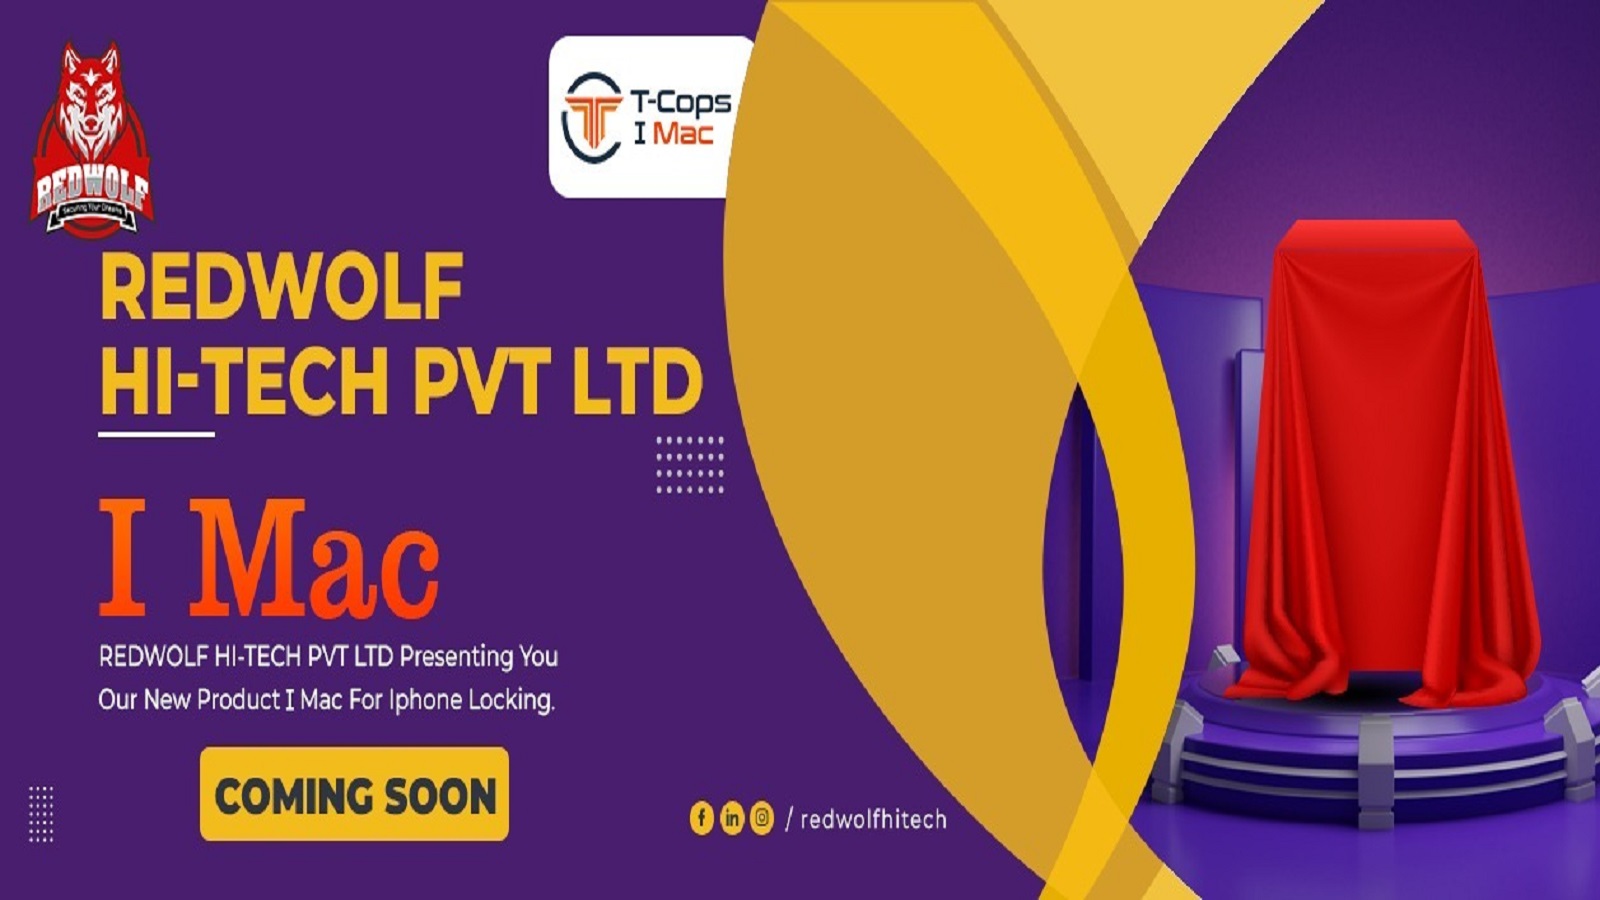 REDWOLF
Securing Your Dreams
T-Cops
I Mac
REDWOLF
HI-TECH PVT LTD
I Mac
REDWOLF HI-TECH PVT LTD Presenting You
Our New Product I Mac For Iphone Locking.
COMING SOON
/ redwolfhitech